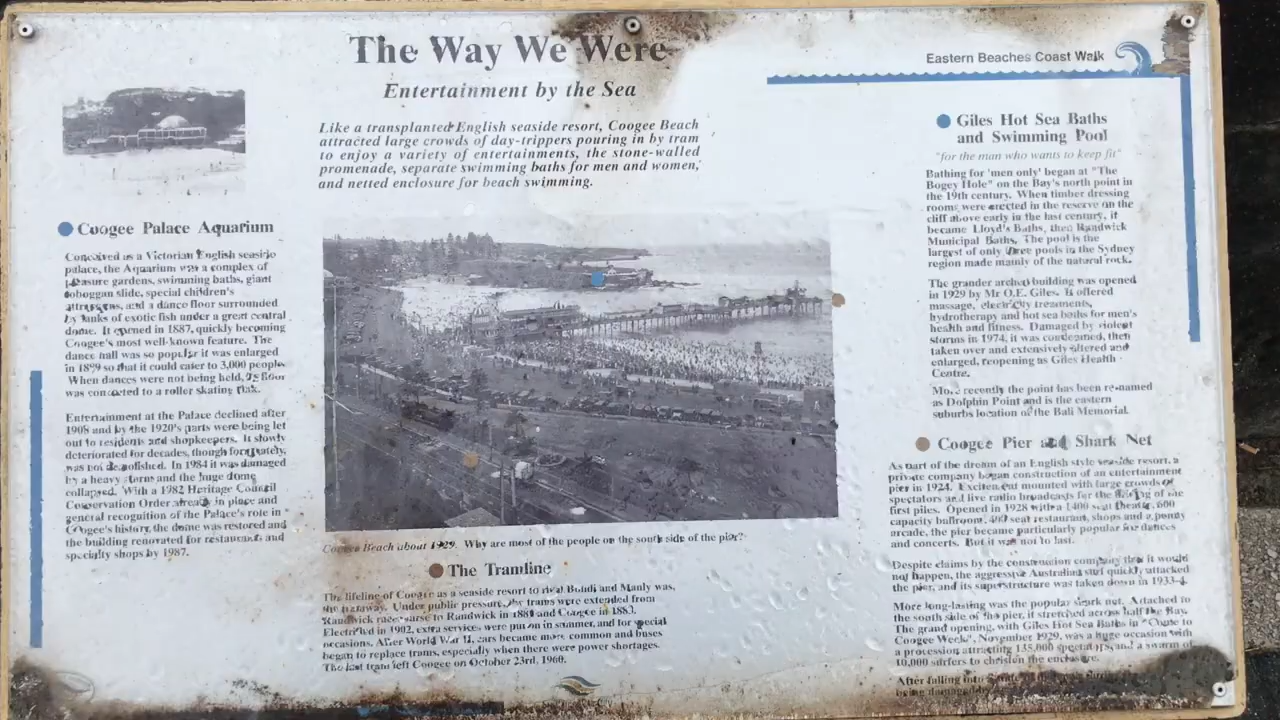 The Way We Were
Entertainment by the Sea
Like a transplanted English seaside resort, Coogee Beach
attracted large crowds of day-trippers pouring in by tram
to enjoy a variety of entertainments, the stone-walled
promenade, separate swimming baths for men and women,
and netted enclosure for beach swimming.
Eastern Beaches Coast Walk
Coogee Palace Aquarium
Conceived as a Victorian English seaside
palace, the Aquarium was a complex of
pleasure gardens, swimming baths, giant
toboggan slide, special children's
attractions, and a dance floor surrounded
by tanks of exotic fish under a great central
dome. It opened in 1887, quickly becoming
Coogee's most well-known feature. The
dance hall was so popular it was enlarged
in 1899 so that it could cater to 3,000 people.
When dances were not being held, its floor
was converted to a roller skating rink.
Entertainment at the Palace declined after
1908 and by the 1920's parts were being let
out to residents and shopkeepers. It slowly
deteriorated for decades, though fortunately,
was not demolished. In 1984 it was damaged
by a heavy storms and the huge dome
collapsed. With a 1982 Heritage Council
Conservation Order already in place and
general recognition of the Palace's role in
Coogee's history, the dome was restored and
the building renovated for restaurants and
specialty shops by 1987.
Coogee Beach about 1929. Why are most of the people on the south side of the pier?
The Tramline
The lifeline of Coogee as a seaside resort to rival Bondi and Manly was,
the tramway. Under public pressure, the trams were extended from
Randwick racecourse to Randwick in 1881 and Coogee in 1883.
Electrified in 1902, extra services were put on in summer, and for special
occasions. After World War II, cars became more common and buses
began to replace trams, especially when there were power shortages.
The last tram left Coogee on October 23rd, 1960.
Giles Hot Sea Baths
and Swimming Pool
"for the man who wants to keep fit"
Bathing for 'men only' began at "The
Bogey Hole" on the Bay's north point in
the 19th century. When timber dressing
rooms were erected in the reserve on the
cliff above early in the last century, it
became Lloyd's Baths, then Randwick
Municipal Baths. The pool is the
largest of only three pools in the Sydney
region made mainly of the natural rock.
The grander arched building was opened
in 1929 by Mr O.E. Giles. It offered
massage, electricity treatments,
hydrotherapy and hot sea baths for men's
health and fitness. Damaged by violent
storms in 1974, it was condemned, then
taken over and extensively altered and
enlarged, reopening as Giles Health
Centre.
More recently the point has been renamed
as Dolphin Point and is the eastern
suburbs location of the Bali Memorial.
Coogee Pier and Shark Net
As part of the dream of an English style seaside resort, a
private company began construction of an entertainment
pier in 1924. Excitement mounted with large crowds of
spectators and live radio broadcasts for the of the
first piles. Opened in 1928 with a 1400 seat theatre, 600
capacity ballroom, 400 seat restaurant, shops and a penny
arcade, the pier became particularly popular for dances
and concerts. But it was not to last.
Despite claims by the construction company that it would
not happen, the aggressive Australian surf quickly attacked
the pier, and its superstructure was taken down in 1933-4.
More long-lasting was the popular shark net. Attached to
the south side of the pier, it stretched across half the Bay.
The grand opening, with Giles Hot Sea Baths in "Come to
Coogee Week", November 1929, was a huge occasion with
a procession attracting 135,000 spectators and a swarm of
10,000 surfers to christen the enclosure.
After falling into
being damaged by